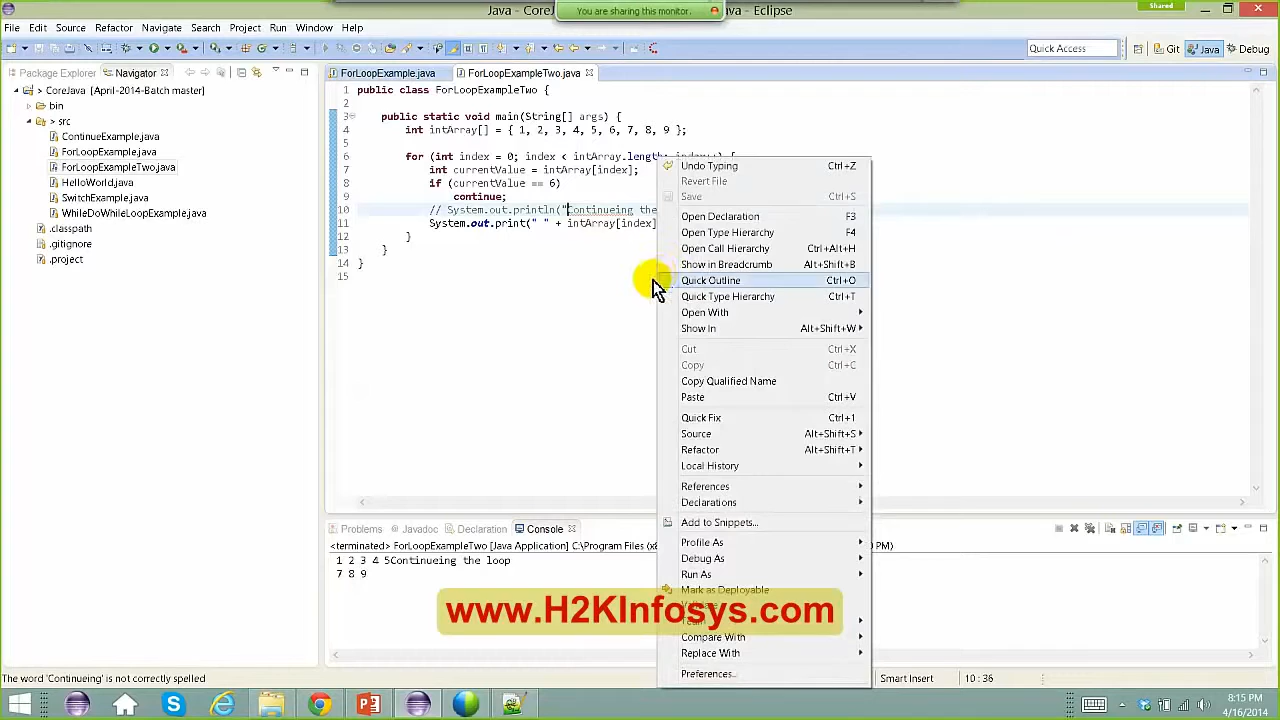 Java - CoreJ
You are sharing this monitor.
ava - Eclipse
Shared
File Edit Source Refactor Navigate Search Project Run Window Help
Quick Access
Git
Java
Debug
Package Explorer
Navigator
ForLoopExample.java
ForLoopExampleTwo.java
> CoreJava [April-2014-Batch master]
bin
> src
ContinueExample.java
ForLoopExample.java
ForLoopExampleTwo.java
HelloWorld.java
SwitchExample.java
WhileDoWhileLoopExample.java
.classpath
.gitignore
.project
1 public class ForLoopExampleTwo {
2
3 public static void main(String[] args) {
4 int intArray[] = { 1, 2, 3, 4, 5, 6, 7, 8, 9 };
5
6 for (int index = 0; index < intArray.length; index++) {
7 int currentValue = intArray[index];
8 if (currentValue == 6)
9 continue;
10 // System.out.println("Continueing the
11 System.out.print(" " + intArray[index]
12 }
13 }
14 }
15
Undo Typing Ctrl+Z
Revert File
Save Ctrl+S
Open Declaration F3
Open Type Hierarchy F4
Open Call Hierarchy Ctrl+Alt+H
Show in Breadcrumb Alt+Shift+B
Quick Outline Ctrl+O
Quick Type Hierarchy Ctrl+T
Open With
Show In Alt+Shift+W
Cut Ctrl+X
Copy Ctrl+C
Copy Qualified Name
Paste Ctrl+V
Quick Fix Ctrl+1
Source Alt+Shift+S
Refactor Alt+Shift+T
Local History
References
Declarations
Add to Snippets...
Profile As
Debug As
Run As
Mark as Deployable
Validate
Team
Compare With
Replace With
Preferences...
Problems
Javadoc
Declaration
Console
<terminated> ForLoopExampleTwo [Java Application] C:\Program Files (x8
PM)
1 2 3 4 5Continueing the loop
7 8 9
www.H2KInfosys.com
The word 'Continueing' is not correctly spelled
Smart Insert
10 : 36
8:15 PM
4/16/2014